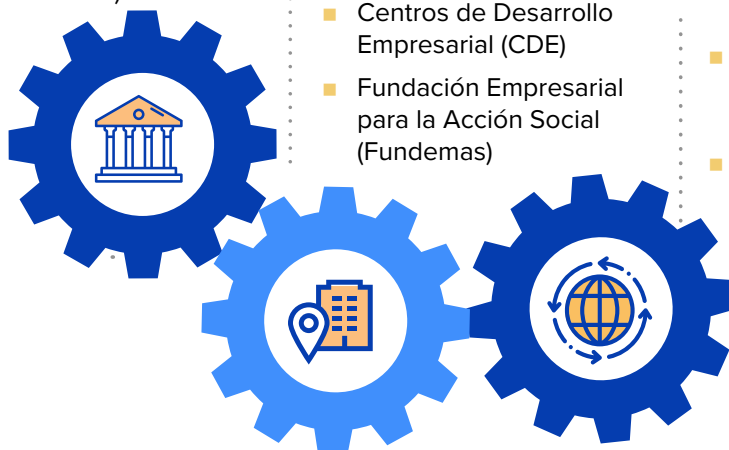 Centros de Desarrollo
Empresarial (CDE)
Fundación Empresarial
para la Acción Social
(Fundemas)